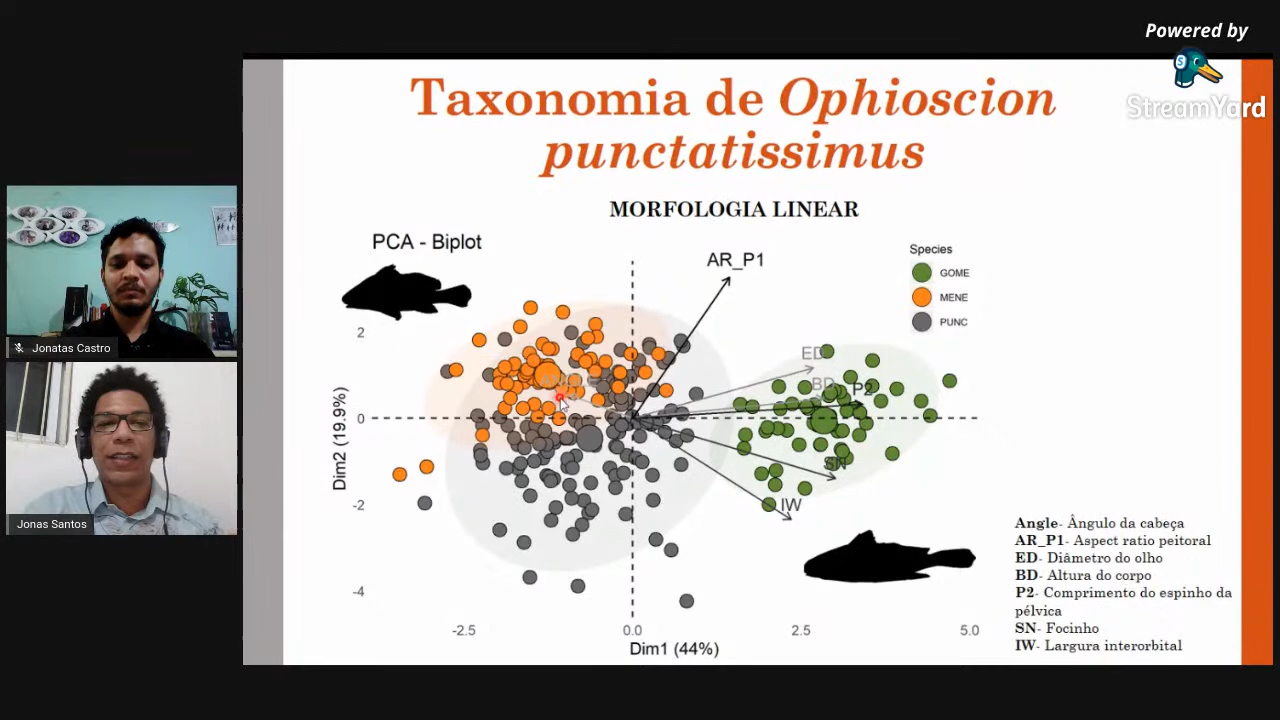 Powered by
StreamYard
Taxonomia de Ophioscion
punctatissimus
MORFOLOGIA LINEAR
PCA - Biplot
AR_P1
Species
GOME
MENE
PUNC
ED
BD
P2
ANGLE
SN
IW
2
0
-2
-4
Dim2 (19.9%)
-2.5
0.0
2.5
5.0
Dim1 (44%)
Angle- Ângulo da cabeça
AR_P1- Aspect ratio peitoral
ED- Diâmetro do olho
BD- Altura do corpo
P2- Comprimento do espinho da
pélvica
SN- Focinho
IW- Largura interorbital
Jonatas Castro
Jonas Santos